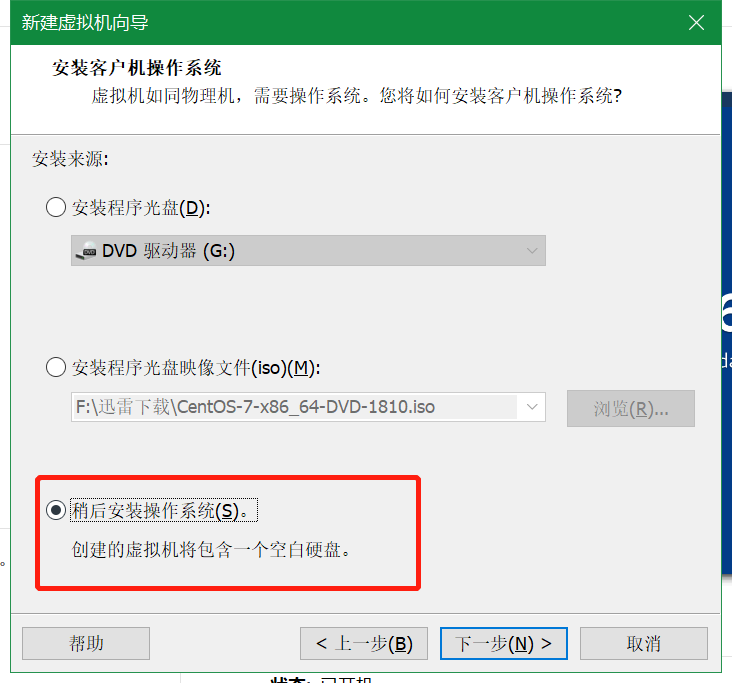 新建虚拟机向导
安装客户机操作系统
虚拟机如同物理机，需要操作系统。您将如何安装客户机操作系统?
安装来源:
安装程序光盘(D):
DVD 驱动器 (G:)
安装程序光盘映像文件(iso)(M):
F:\迅雷下载\CentOS-7-x86_64-DVD-1810.iso
浏览(R)...
稍后安装操作系统(S)。
创建的虚拟机将包含一个空白硬盘。
帮助
< 上一步(B)
下一步(N) >
取消